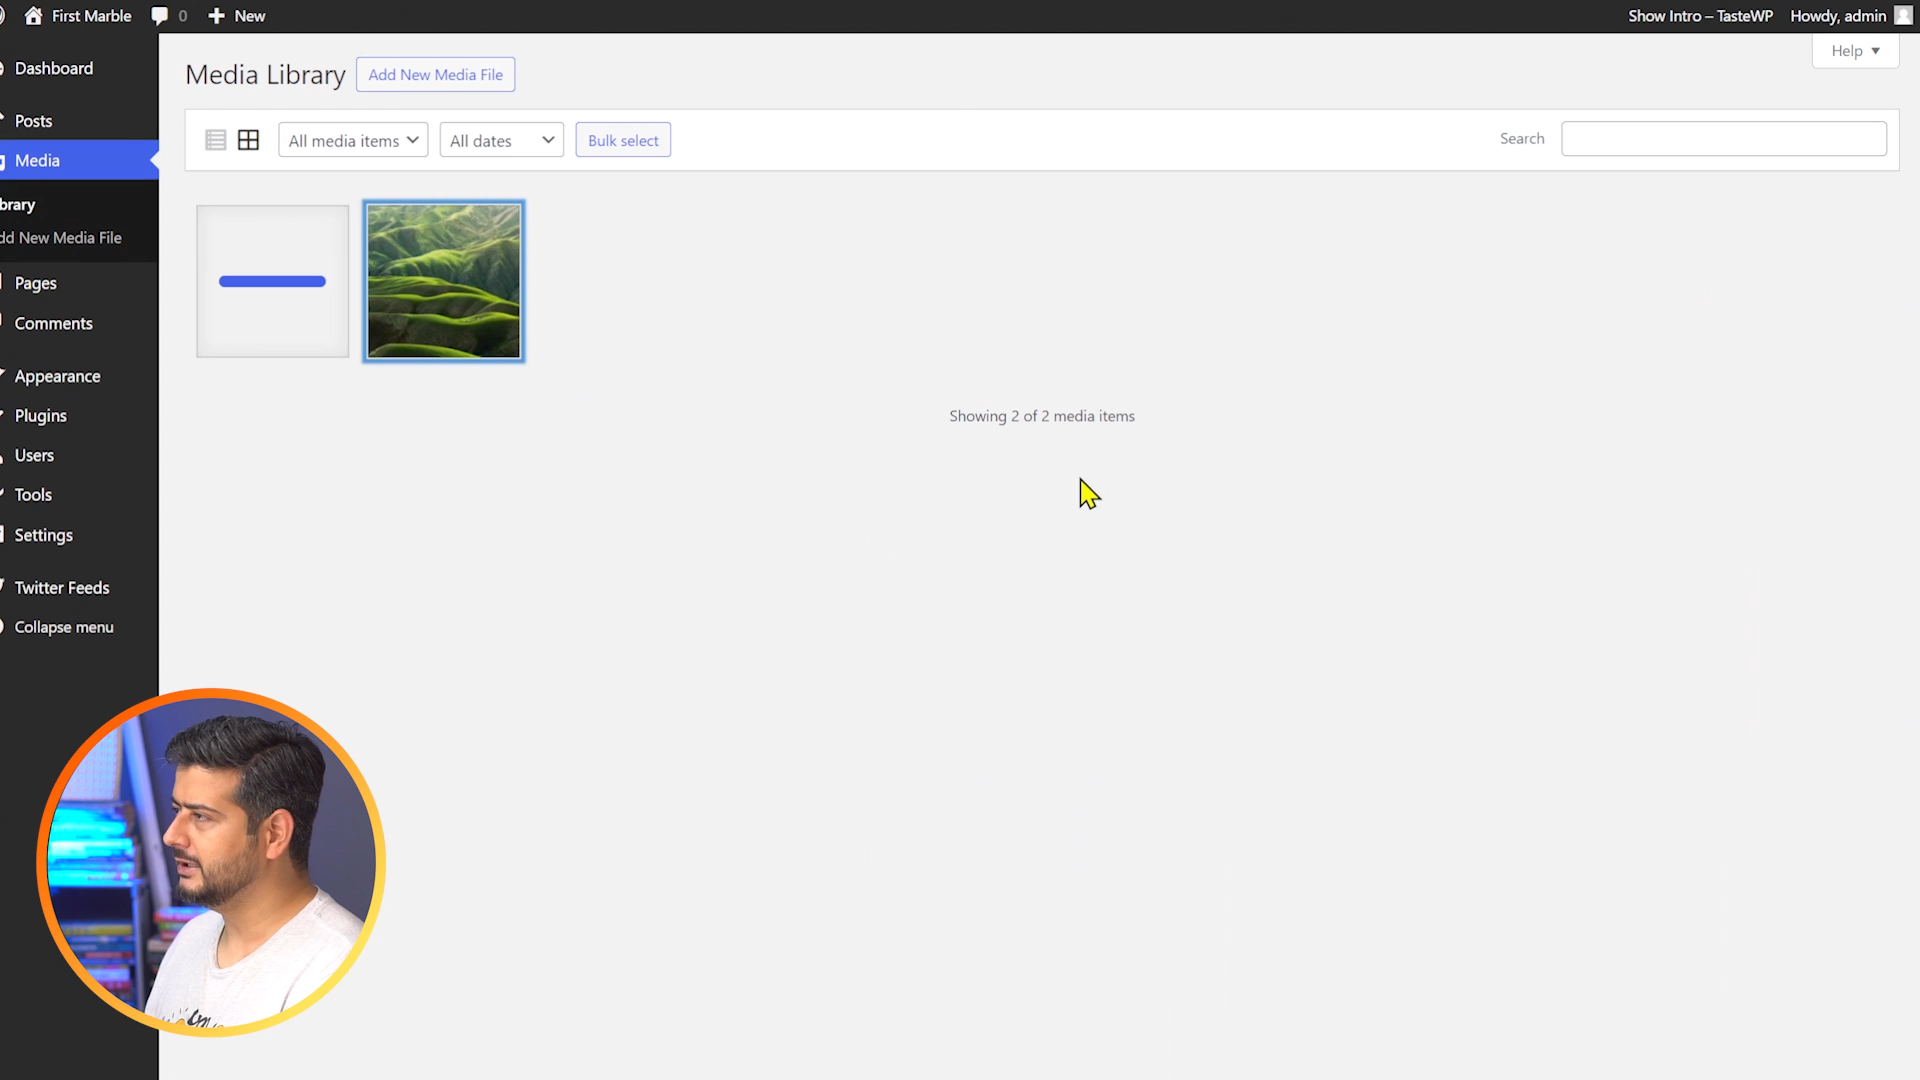 First Marble
0
New
Show Intro – TasteWP
Howdy, admin
Help
Dashboard
Posts
Media
brary
dd New Media File
Pages
Comments
Appearance
Plugins
Users
Tools
Settings
Twitter Feeds
Collapse menu
Media Library
Add New Media File
All media items
All dates
Bulk select
Search
Showing 2 of 2 media items